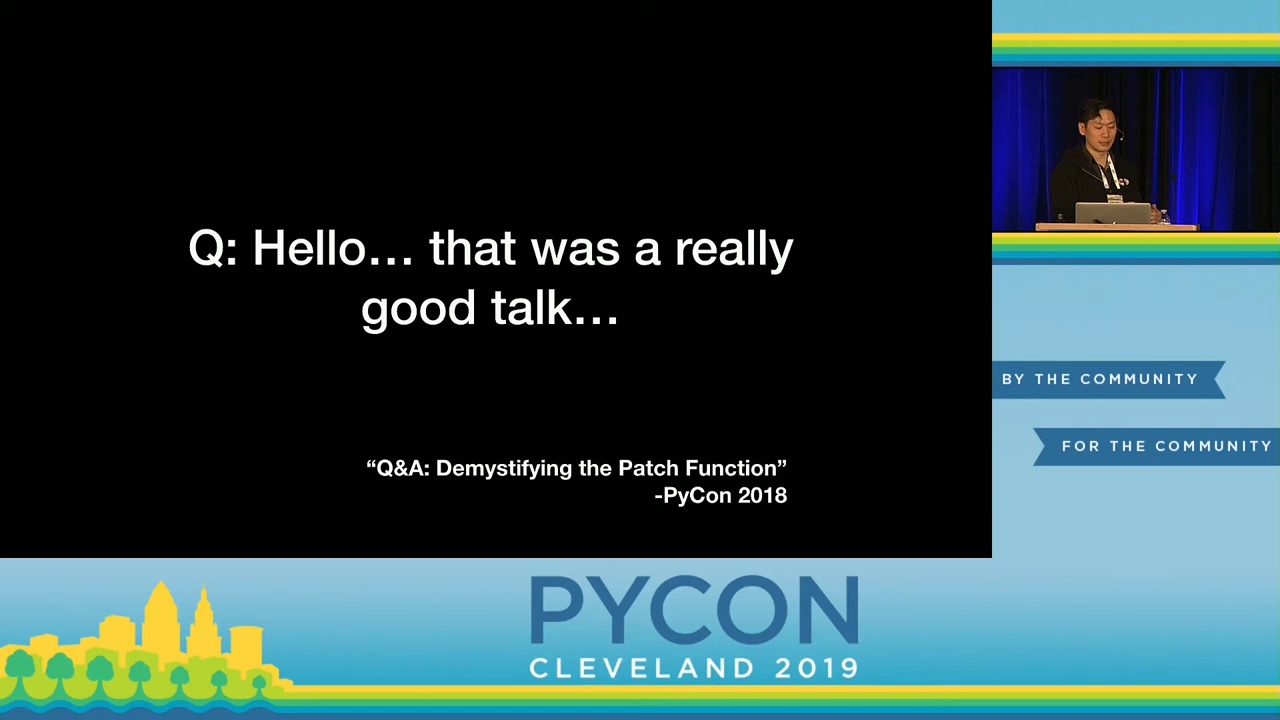 Q: Hello… that was a really
good talk…
“Q&A: Demystifying the Patch Function”
-PyCon 2018
BY THE COMMUNITY
FOR THE COMMUNITY
PYCON
CLEVELAND 2019